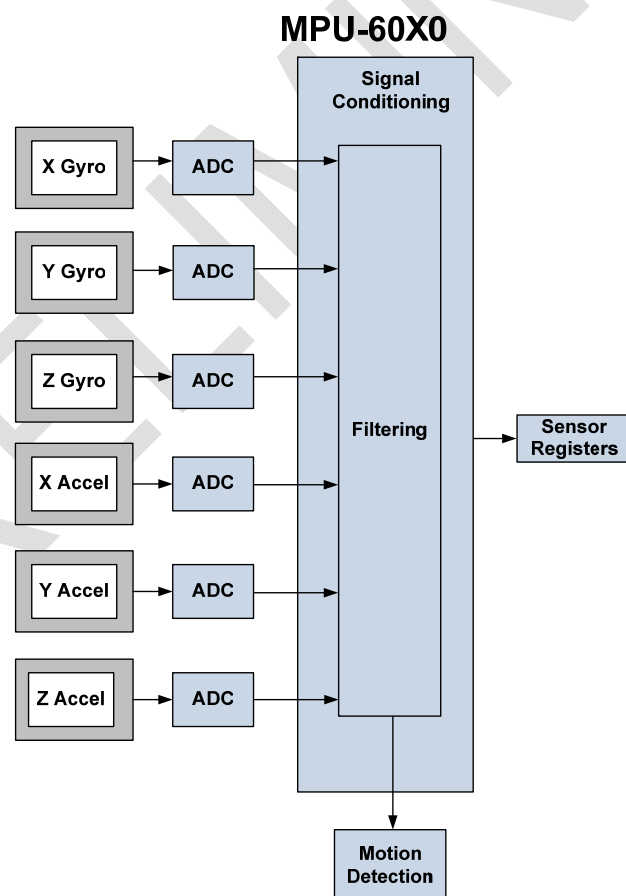 MPU-60X0
Signal
Conditioning
X Gyro
ADC
Y Gyro
ADC
Z Gyro
ADC
Filtering
Sensor
Registers
X Accel
ADC
Y Accel
ADC
Z Accel
ADC
Motion
Detection